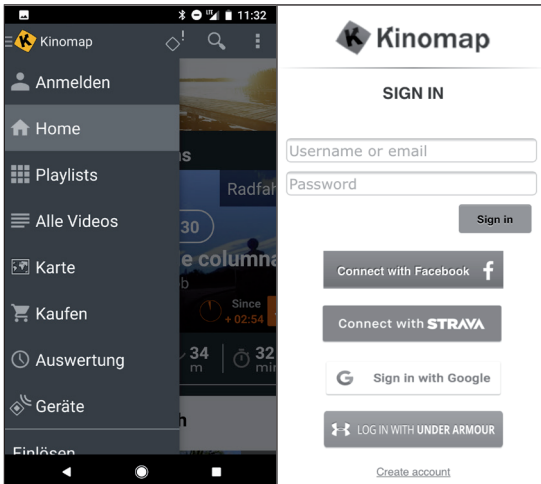 11:32
Kinomap
Anmelden
Home
Playlists
Alle Videos
Karte
Kaufen
Auswertung
Geräte
Einlösen
Radfah
30
e columna
Since
+ 02:54
34
m
32
min
Kinomap
SIGN IN
Username or email
Password
Sign in
Connect with Facebook f
Connect with STRAVA
G Sign in with Google
LOG IN WITH UNDER ARMOUR
Create account